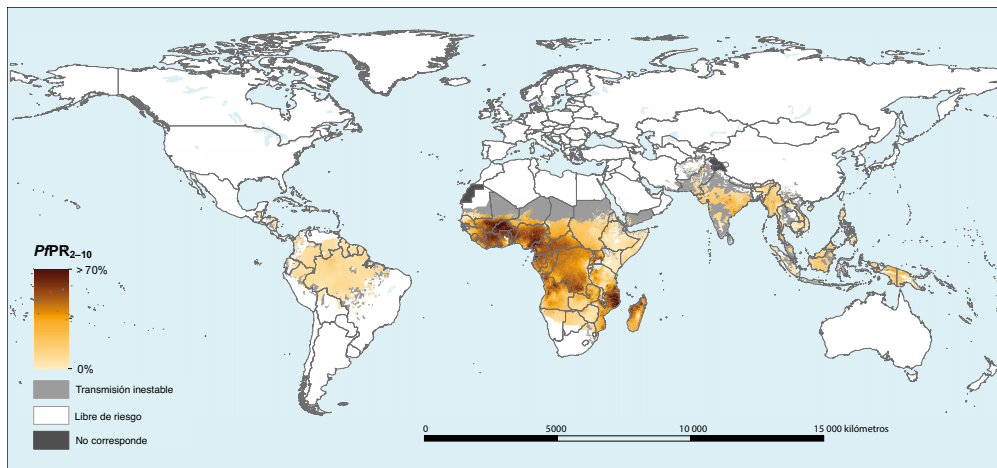 PfPR2–10
> 70%
0%
Transmisión inestable
Libre de riesgo
No corresponde
0 5000 10 000 15 000 kilómetros